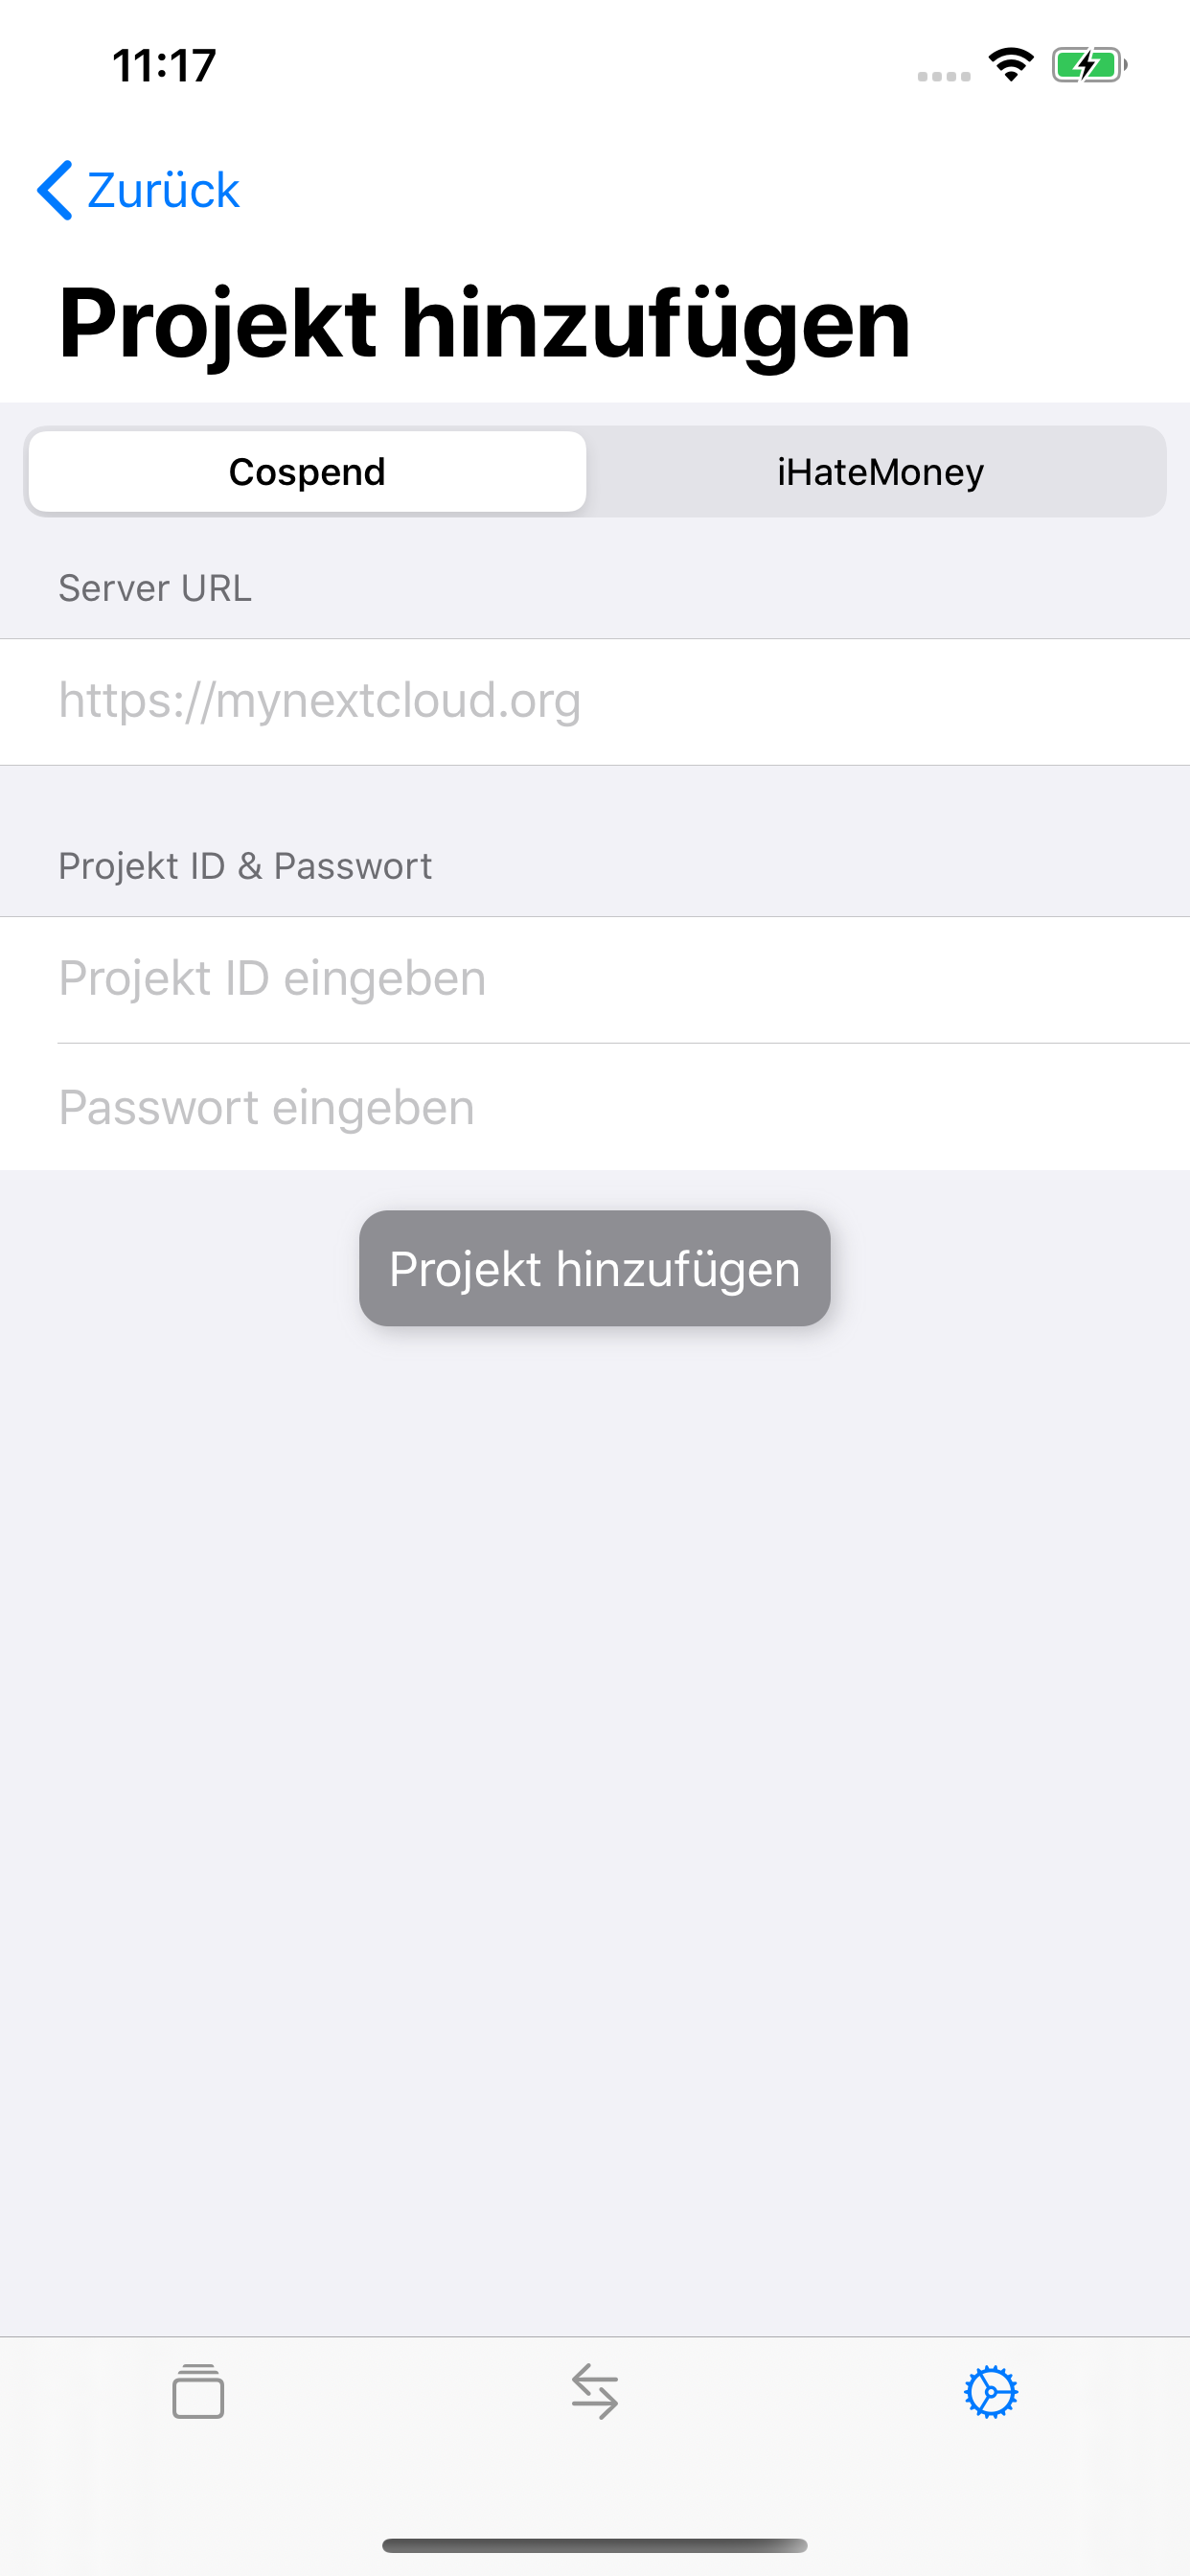 11:17
Zurück
Projekt hinzufügen
Cospend
iHateMoney
Server URL
https://mynextcloud.org
Projekt ID & Passwort
Projekt ID eingeben
Passwort eingeben
Projekt hinzufügen